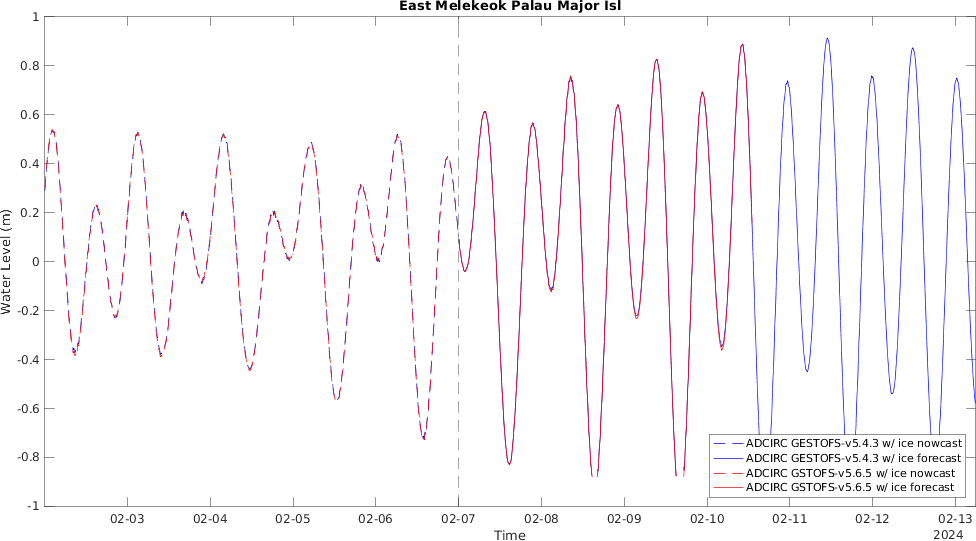 East Melekeok Palau Major Isl
1
0.8
0.6
0.4
0.2
0
-0.2
-0.4
-0.6
-0.8
-1
Water Level (m)
ADCIRC GESTOFS-v5.4.3 w/ ice nowcast
ADCIRC GESTOFS-v5.4.3 w/ ice forecast
ADCIRC GSTOFS-v5.6.5 w/ ice nowcast
ADCIRC GSTOFS-v5.6.5 w/ ice forecast
02-03 02-04 02-05 02-06 02-07 02-08 02-09 02-10 02-11 02-12 02-13
Time
2024